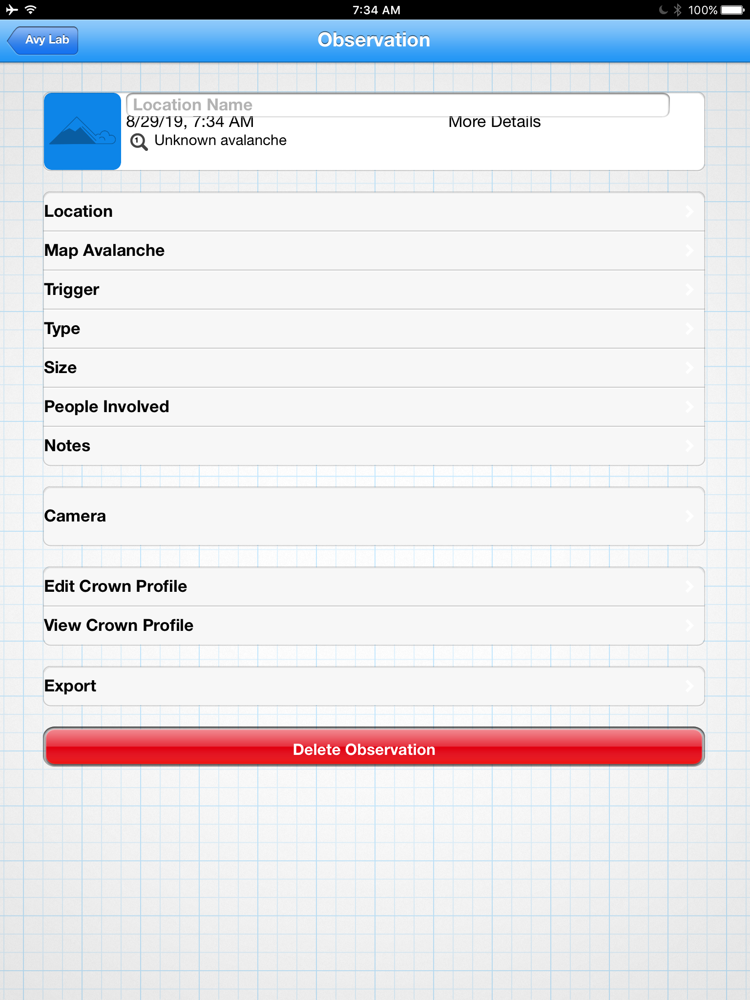 7:34 AM
100%
Avy Lab
Observation
Location Name
8/29/19, 7:34 AM More Details
1 Unknown avalanche
Location
Map Avalanche
Trigger
Type
Size
People Involved
Notes
Camera
Edit Crown Profile
View Crown Profile
Export
Delete Observation